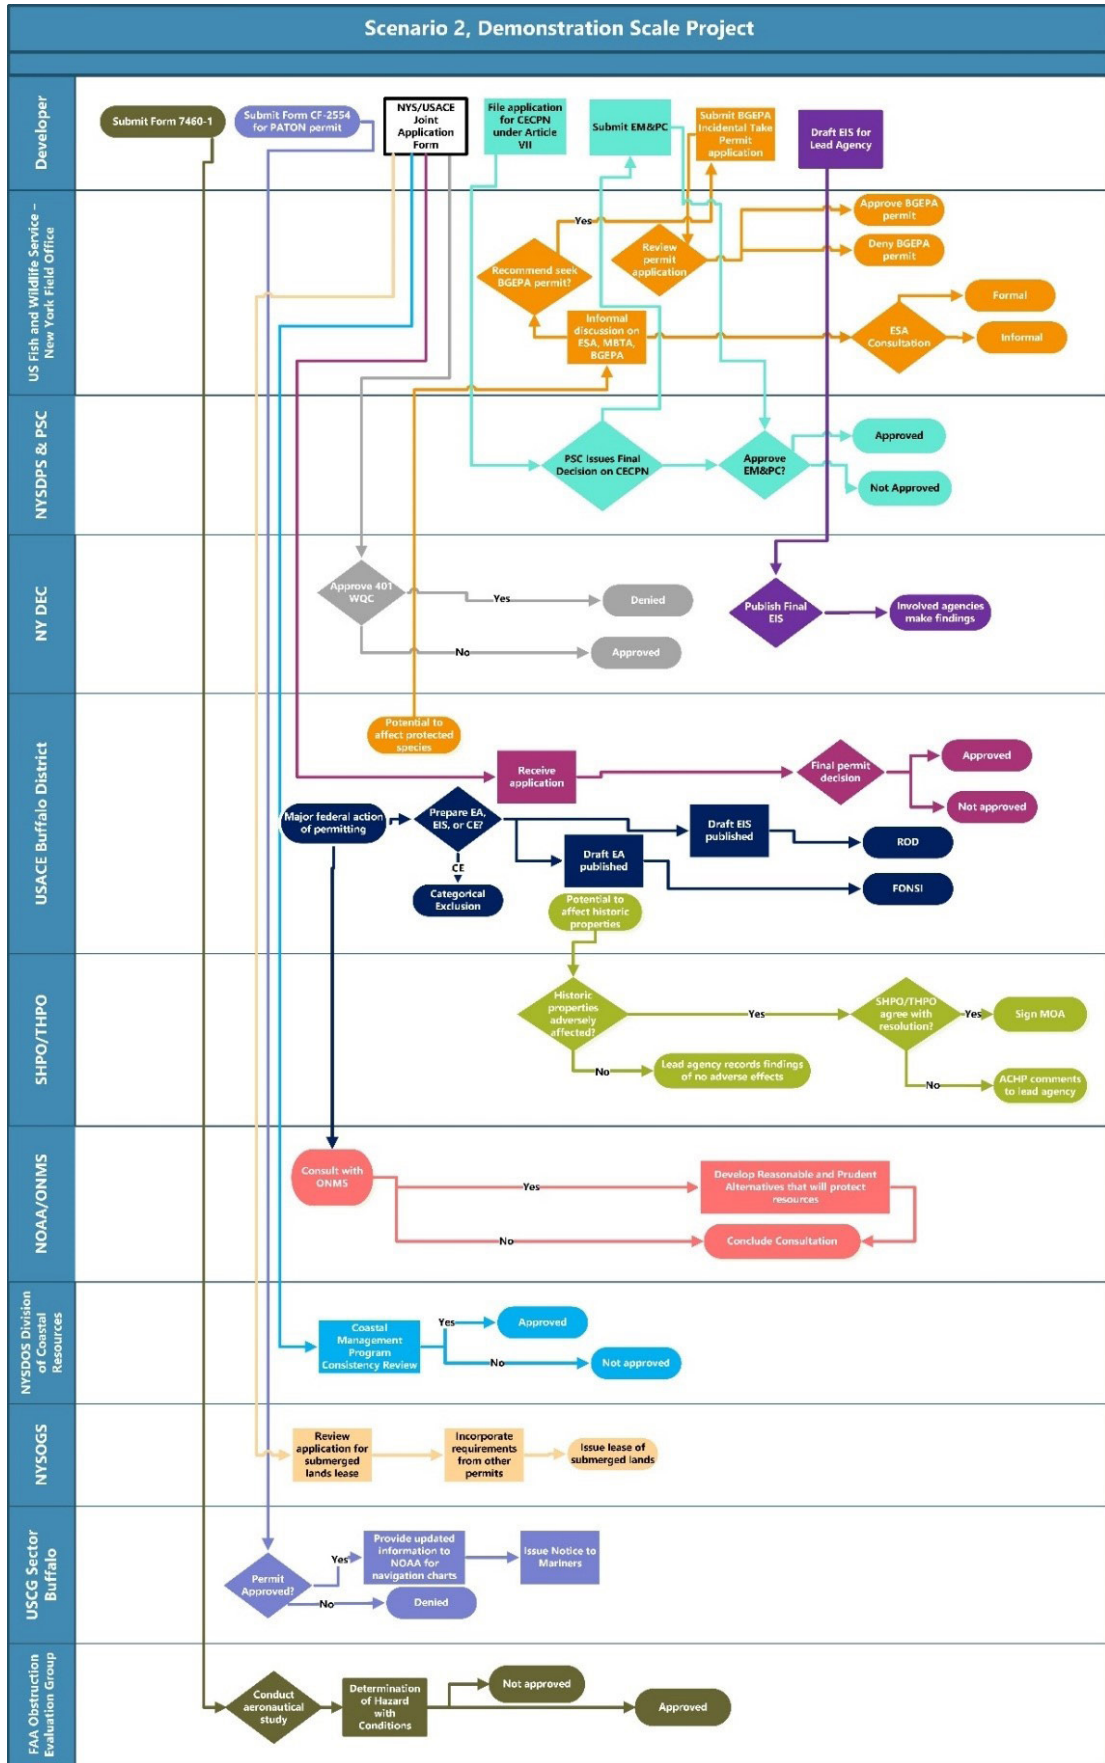 Scenario 2, Demonstration Scale Project
Developer
Submit Form 7460-1
Submit Form CF-2554
for PATON permit
NYS/USACE
Joint
Application
Form
File application
for CECPN
under Article
VII
Submit EM&PC
Submit BGEPA
Incidental Take
Permit
application
Draft EIS for
Lead Agency
US Fish and Wildlife Service –
New York Field Office
Yes
Approve BGEPA
permit
Deny BGEPA
permit
Review
permit
application
Recommend seek
BGEPA permit?
Formal
Informal
discussion on
ESA, MBTA,
BGEPA
ESA
Consultation
Informal
NYSDPS & PSC
PSC Issues Final
Decision on CECPN
Approve
EM&PC?
Approved
Not Approved
NY DEC
Approve 401
WQC
Yes
Denied
No
Approved
Publish Final
EIS
Involved agencies
make findings
USACE Buffalo District
Potential to
affect protected
species
Receive
application
Final permit
decision
Approved
Not approved
Major federal action
of permitting
Prepare EA,
EIS, or CE?
CE
Categorical
Exclusion
Draft EIS
published
ROD
Draft EA
published
FONSI
Potential to
affect historic
properties
SHPO/THPO
Historic
properties
adversely
affected?
Yes
SHPO/THPO
agree with
resolution?
Yes
Sign MOA
No
Lead agency records findings
of no adverse effects
No
ACHP comments
to lead agency
NOAA/ONMS
Consult with
ONMS
Yes
Develop Reasonable and Prudent
Alternatives that will protect
resources
No
Conclude Consultation
NYSDOS Division
of Coastal
Resources
Coastal
Management
Program
Consistency Review
Yes
Approved
No
Not approved
NYSOGS
Review
application for
submerged
lands lease
Incorporate
requirements
from other
permits
Issue lease of
submerged lands
USCG Sector
Buffalo
Permit
Approved?
Yes
Provide updated
information to
NOAA for
navigation charts
Issue Notice to
Mariners
No
Denied
FAA Obstruction
Evaluation Group
Conduct
aeronautical
study
Determination
of Hazard
with
Conditions
Not approved
Approved